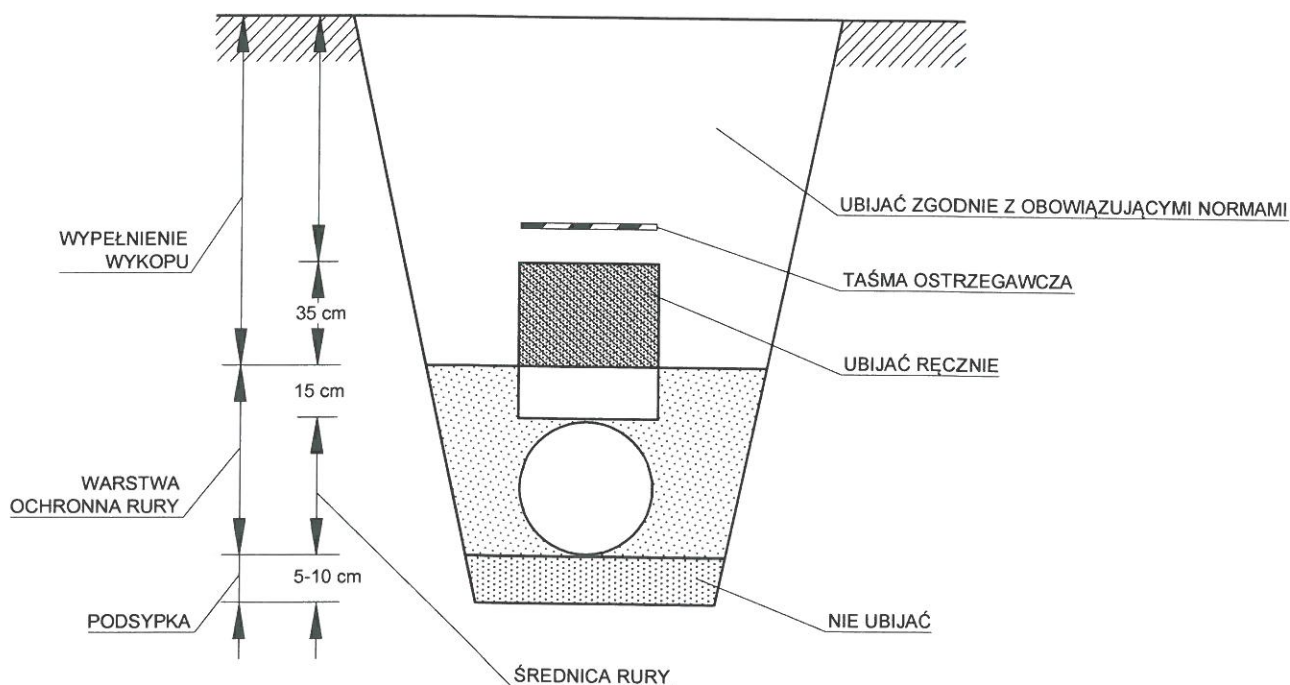 UBIJAĆ ZGODNIE Z OBOWIĄZUJĄCYMI NORMAMI
WYPEŁNIENIE
WYKOPU
TAŚMA OSTRZEGAWCZA
35 cm
UBIJAĆ RĘCZNIE
15 cm
WARSTWA
OCHRONNA RURY
5-10 cm
PODSYPKA
NIE UBIJAĆ
ŚREDNICA RURY